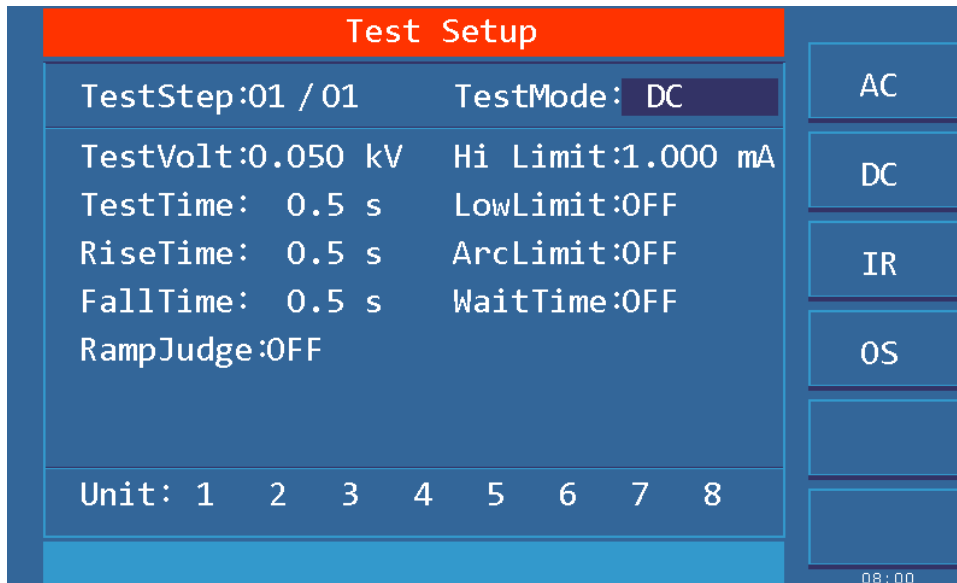 Test Setup
TestStep:01 / 01 TestMode: DC
TestVolt:0.050 kV Hi Limit:1.000 mA
TestTime: 0.5 s LowLimit:OFF
RiseTime: 0.5 s ArcLimit:OFF
FallTime: 0.5 s WaitTime:OFF
RampJudge:OFF
Unit: 1 2 3 4 5 6 7 8
AC
DC
IR
OS
08:00